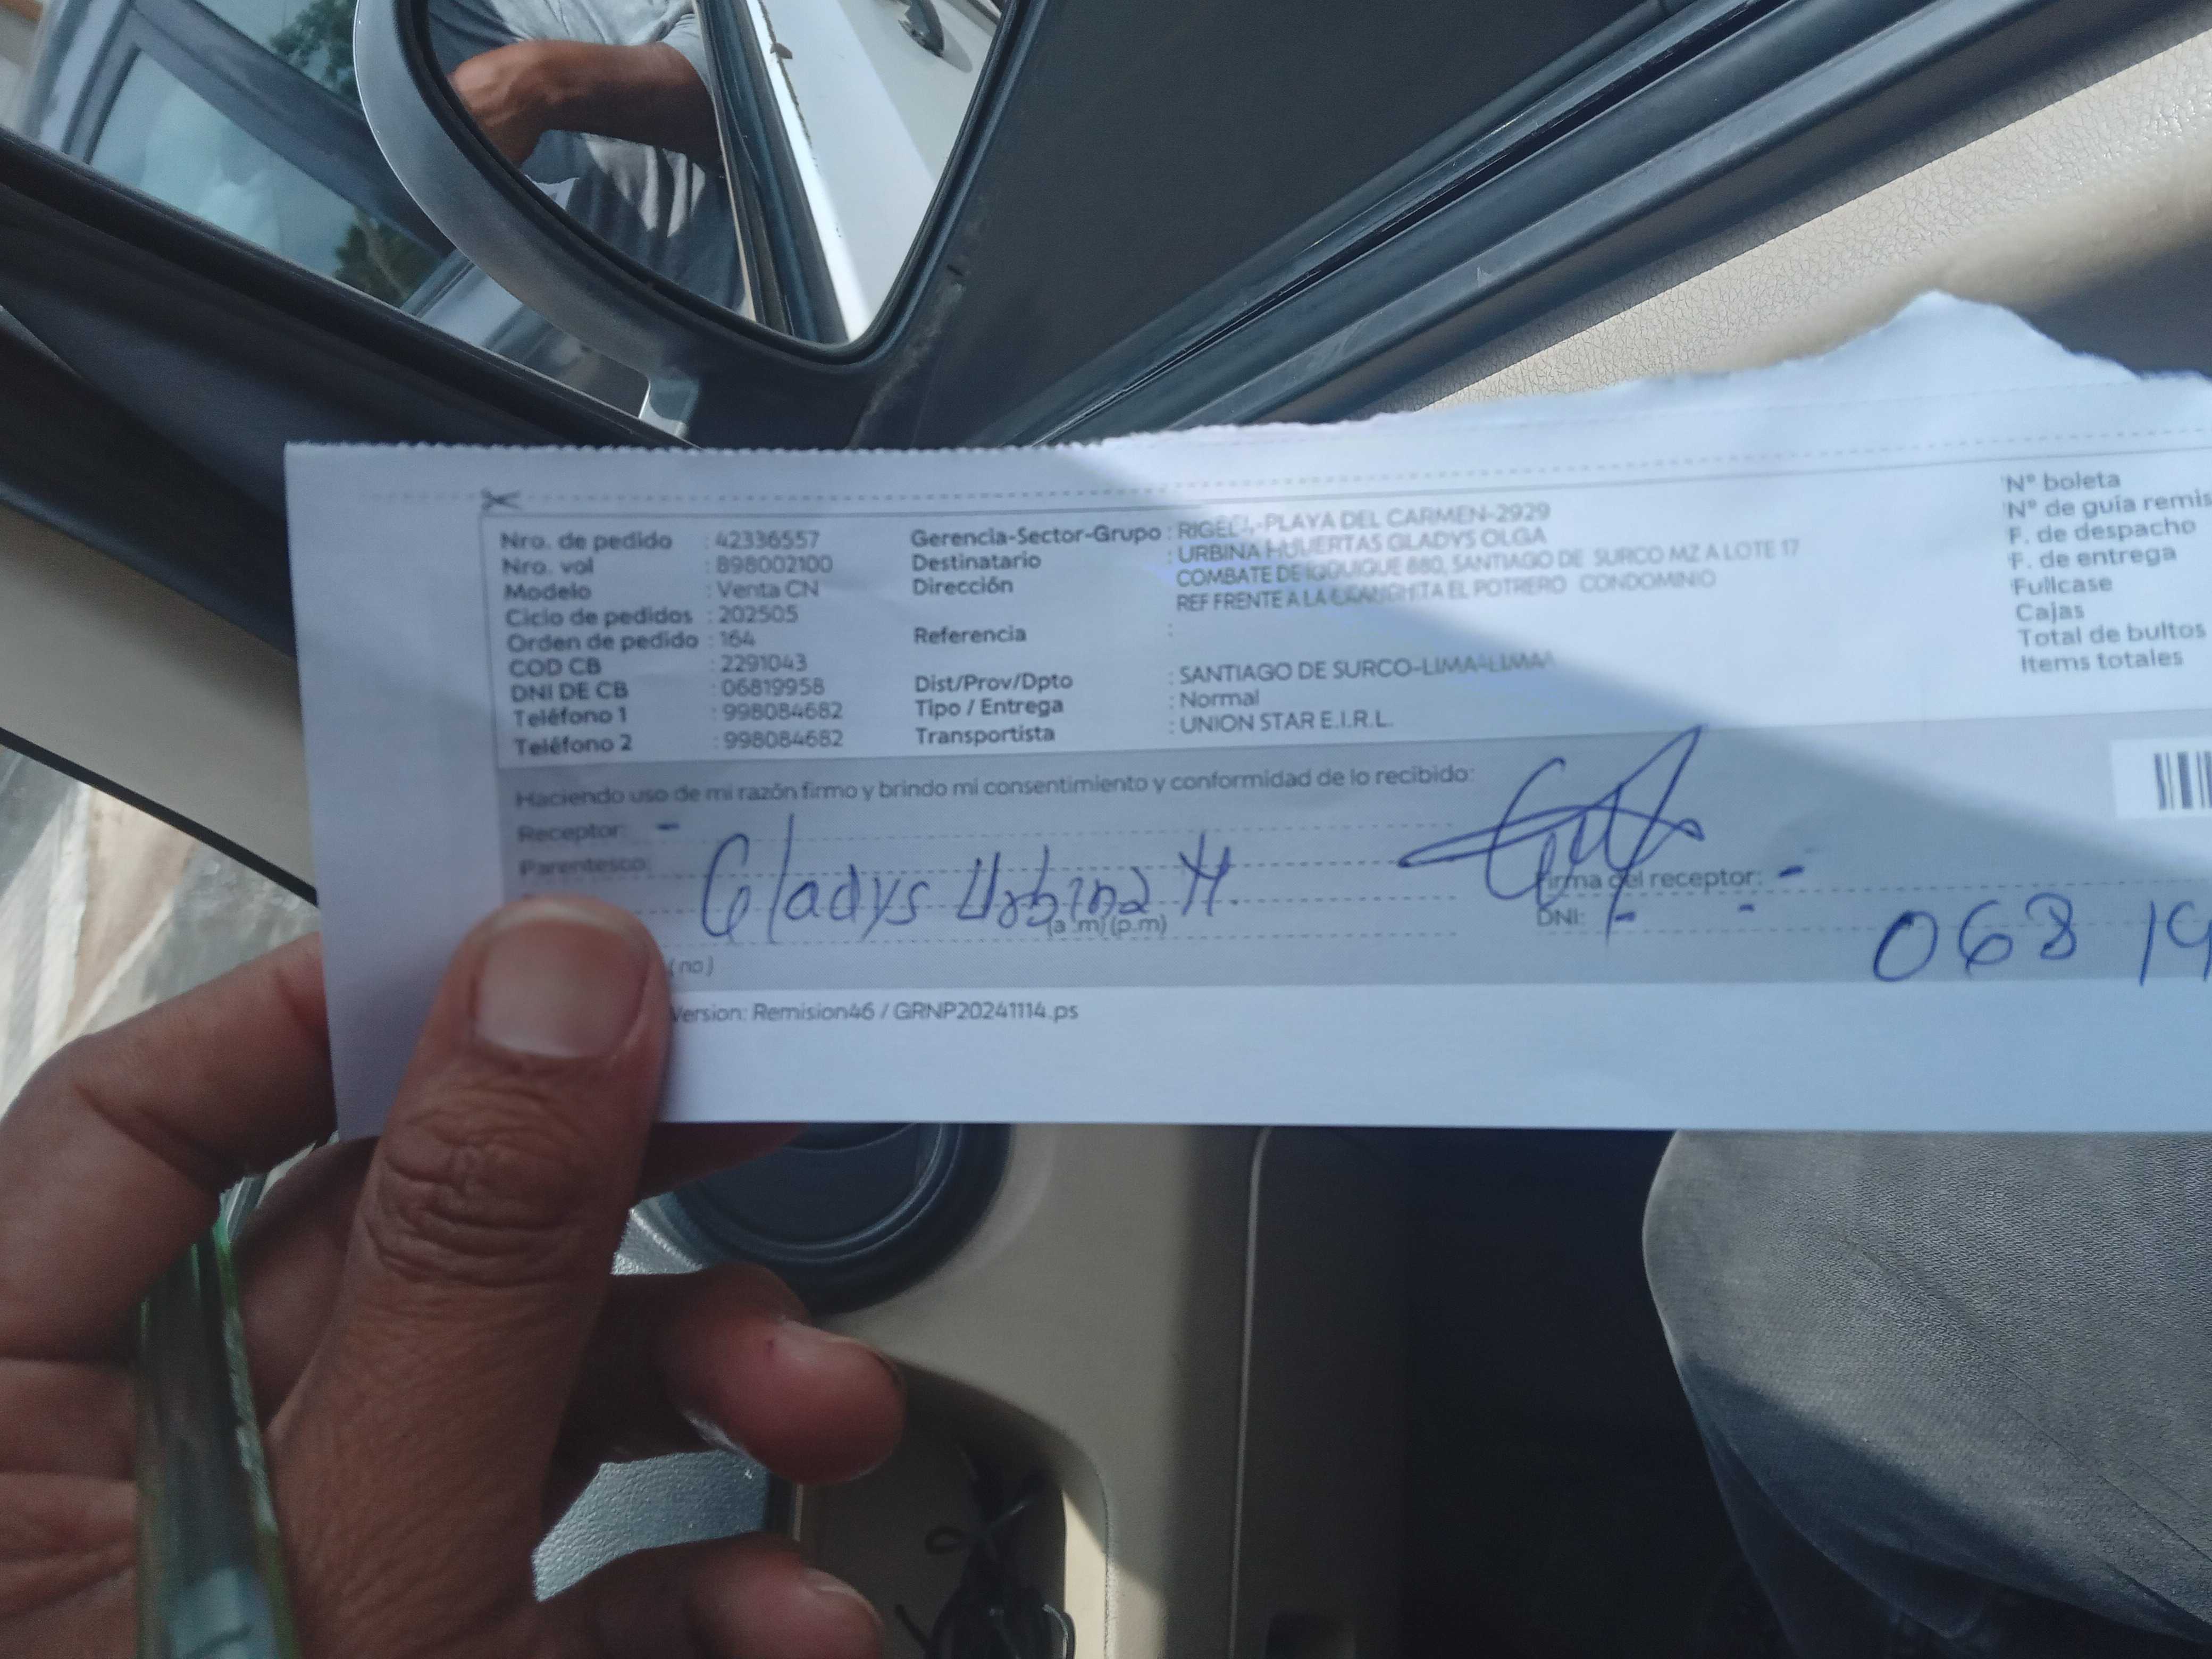 Nro. de pedido : 42336557
Nro. vol : 898002100
Modelo : Venta CN
Ciclo de pedidos : 202505
Orden de pedido : 164
COD CB : 2291043
DNI DE CB : 06819958
Teléfono 1 : 998084682
Teléfono 2 : 998084682
Gerencia-Sector-Grupo : RIGEL-PLAYA DEL CARMEN-2929
Destinatario : URBINA HUERTAS GLADYS OLGA
Dirección : COMBATE DE IQUIQUE 880, SANTIAGO DE SURCO MZ A LOTE 17
REF FRENTE A LA EL POTRERO CONDOMINIO
Referencia :
Dist/Prov/Dpto : SANTIAGO DE SURCO-LIMA-LIMA
Tipo / Entrega : Normal
Transportista : UNION STAR E.I.R.L.
N° boleta
N° de guía remis
F. de despacho
F. de entrega
Fullcase
Cajas
Total de bultos
Items totales
Haciendo uso de mi razón firmo y brindo mi consentimiento y conformidad de lo recibido:
Receptor: -
Parentesco:
Gladys Urbina H.
(a.m) (p.m)
(no)
Firma del receptor: -
DNI: - - 06819
Version: Remision46 / GRNP20241114.ps